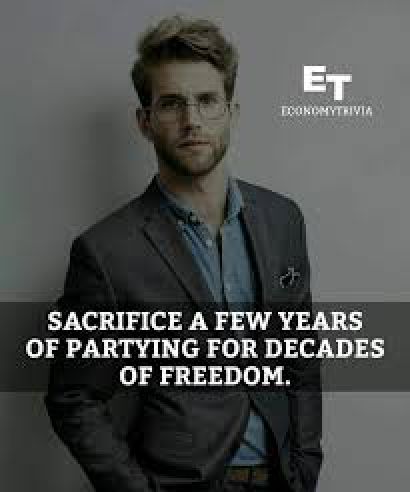 ET
ECONOMYTRIVIA
SACRIFICE A FEW YEARS
OF PARTYING FOR DECADES
OF FREEDOM.